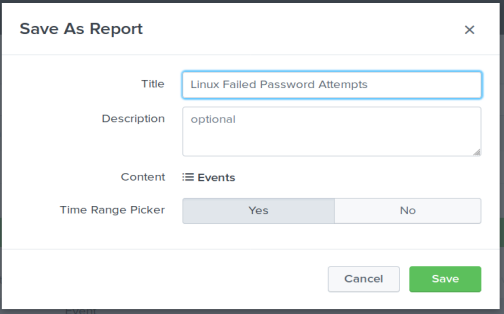 Save As Report
×
Title Linux Failed Password Attempts
Description optional
Content Events
Time Range Picker Yes No
Cancel Save
Event